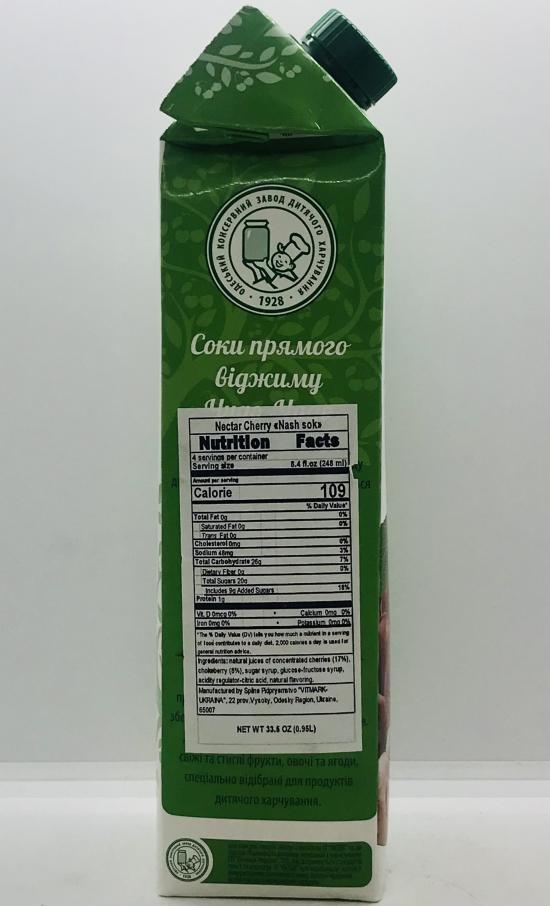 ОДЕСЬКИЙ КОНСЕРВНИЙ ЗАВОД ДИТЯЧОГО ХАРЧУВАННЯ
· 1928 ·
Соки прямого
віджиму
Nectar Cherry «Nash sok»
Nutrition Facts
4 servings per container
Serving size 8.4 fl.oz (248 ml)
Amount per serving
Calorie 109
% Daily Value*
Total Fat 0g 0%
Saturated Fat 0g 0%
Trans Fat 0g
Cholesterol 0mg 0%
Sodium 48mg 3%
Total Carbohydrate 26g 7%
Dietary Fiber 0g 0%
Total Sugars 20g
Includes 9g Added Sugars 18%
Protein 1g
Vit. D 0mcg 0% • Calcium 0mg 0%
Iron 0mg 0% • Potassium 0mg 0%
*The % Daily Value (DV) tells you how much a nutrient in a serving
of food contributes to a daily diet. 2,000 calories a day is used for
general nutrition advice.
Ingredients: natural juices of concentrated cherries (17%),
chokeberry (8%), sugar syrup, glucose-fructose syrup,
acidity regulator-citric acid, natural flavoring.
Manufactured by Spilne Pidpryemstvo "VITMARK-
UKRAINA", 22 prov.Vysoky, Odesky Region, Ukraine,
65007
NET WT 33.5 OZ (0.95L)
свіжі та стиглі фрукти, овочі та ягоди,
спеціально відібрані для продуктів
дитячого харчування.